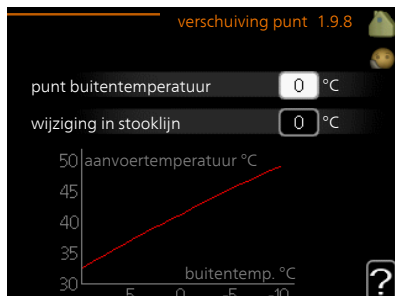 verschuiving punt 1.9.8
punt buitentemperatuur 0 °C
wijziging in stooklijn 0 °C
50 aanvoertemperatuur °C
45
40
35
buitentemp. °C
30
5 0 -5 -10
?